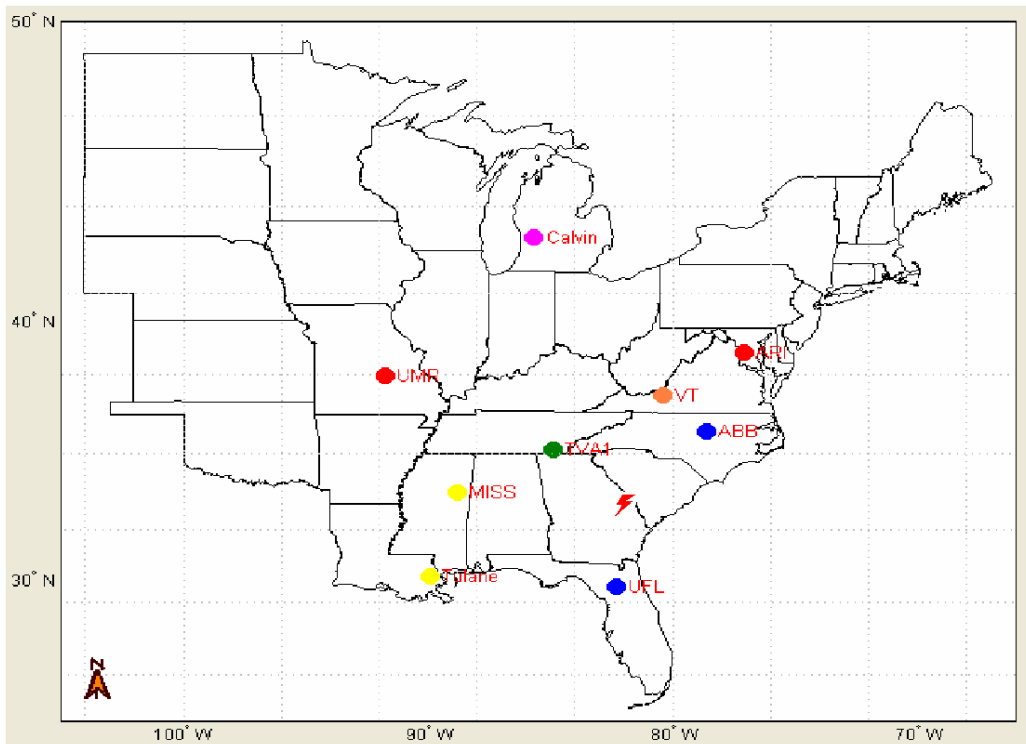 50° N
Calvin
40° N
ARI
UMR
VT
ABB
TVA1
MISS
30° N
Tulane
UFL
N
100° W
90° W
80° W
70° W